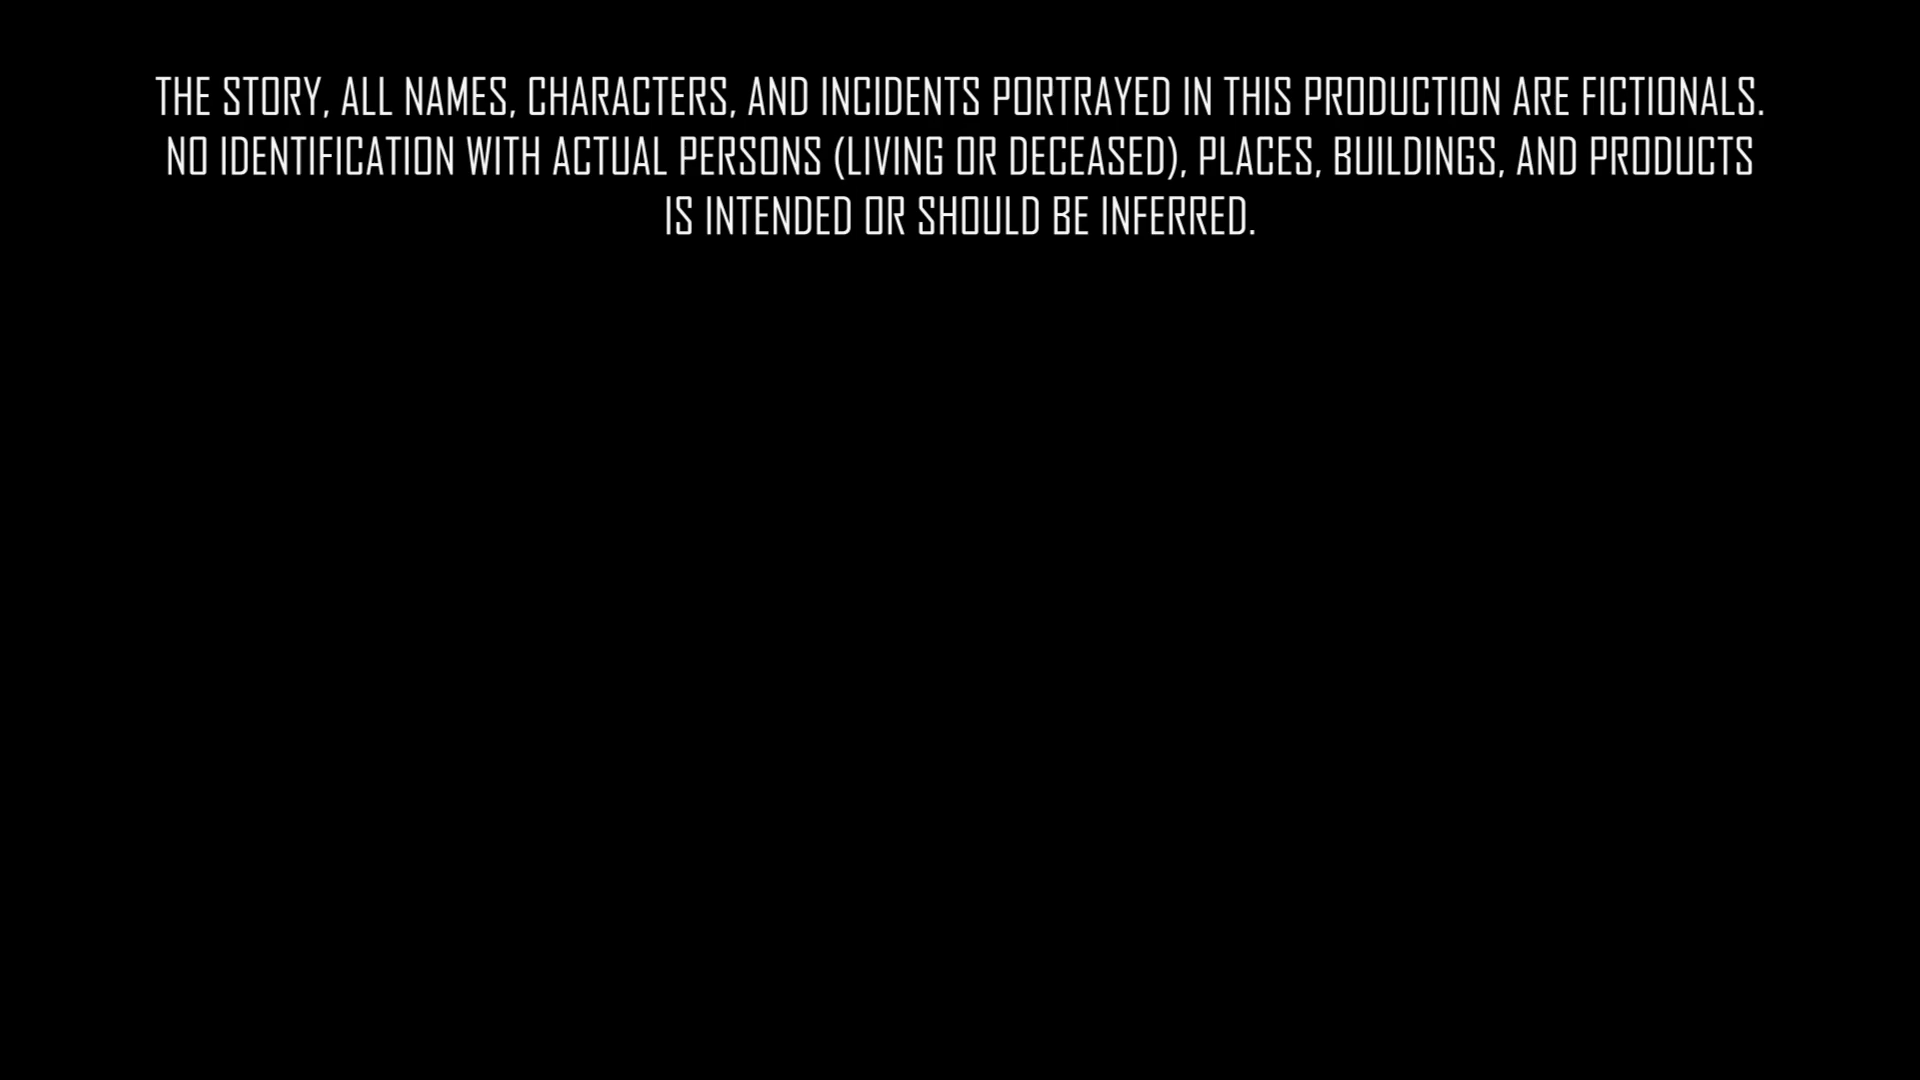 THE STORY, ALL NAMES, CHARACTERS, AND INCIDENTS PORTRAYED IN THIS PRODUCTION ARE FICTIONALS.
NO IDENTIFICATION WITH ACTUAL PERSONS (LIVING OR DECEASED), PLACES, BUILDINGS, AND PRODUCTS
IS INTENDED OR SHOULD BE INFERRED.